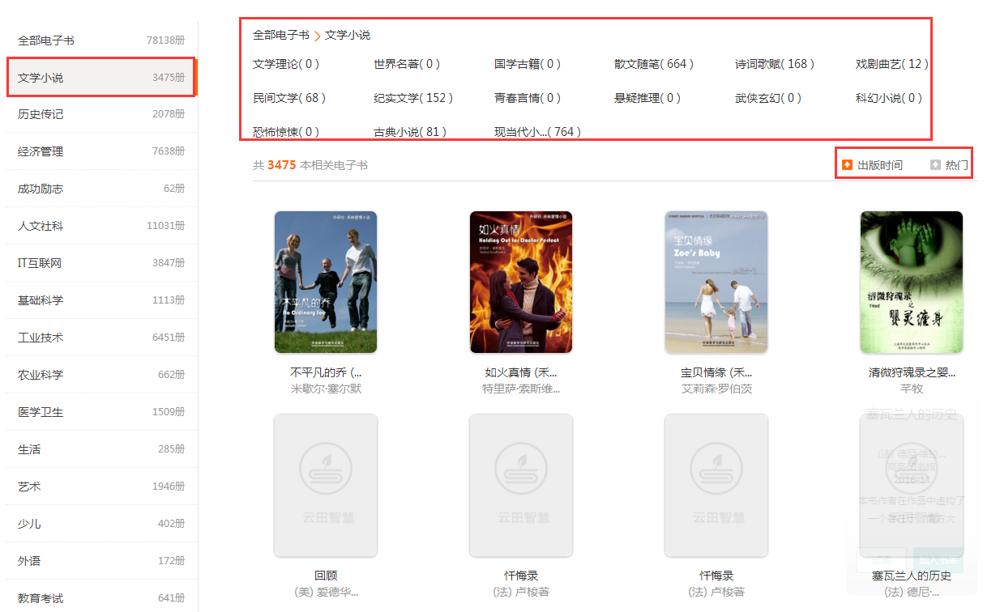 全部电子书 78138册
文学小说 3475册
历史传记 2078册
经济管理 7638册
成功励志 62册
人文社科 11031册
IT互联网 3847册
基础科学 1113册
工业技术 6451册
农业科学 662册
医学卫生 1509册
生活 285册
艺术 1946册
少儿 402册
外语 172册
教育考试 641册
全部电子书 > 文学小说
文学理论( 0 ) 世界名著( 0 ) 国学古籍( 0 ) 散文随笔( 664 ) 诗词歌赋( 168 ) 戏剧曲艺( 12 )
民间文学( 68 ) 纪实文学( 152 ) 青春言情( 0 ) 悬疑推理( 0 ) 武侠玄幻( 0 ) 科幻小说( 0 )
恐怖惊悚( 0 ) 古典小说( 81 ) 现当代小...( 764 )
共 3475 本相关电子书 出版时间 热门
外研社·禾林爱情小说
不平凡的乔
No Ordinary Joe
外语教学与研究出版社
外研社·禾林爱情小说
如火真情
Holding Out for Doctor Perfect
Teresa Southwick
外语教学与研究出版社
宝贝情缘
Zoe's Baby
外语教学与研究出版社
清微狩魂录
之
婴灵缠身
不平凡的乔 (...
米歇尔·塞尔默
如火真情 (禾...
特里萨·索斯维...
宝贝情缘 (禾...
艾莉森·罗伯茨
清微狩魂录之婴...
芊牧
云田智慧
云田智慧
云田智慧
塞瓦兰人的历史
(法) 德尼·维拉...
商务印书馆
本书作者在作品中虚构了
加入书架
回顾
(美) 爱德华...
忏悔录
(法) 卢梭著
忏悔录
(法) 卢梭著
塞瓦兰人的历史
(法) 德尼·...